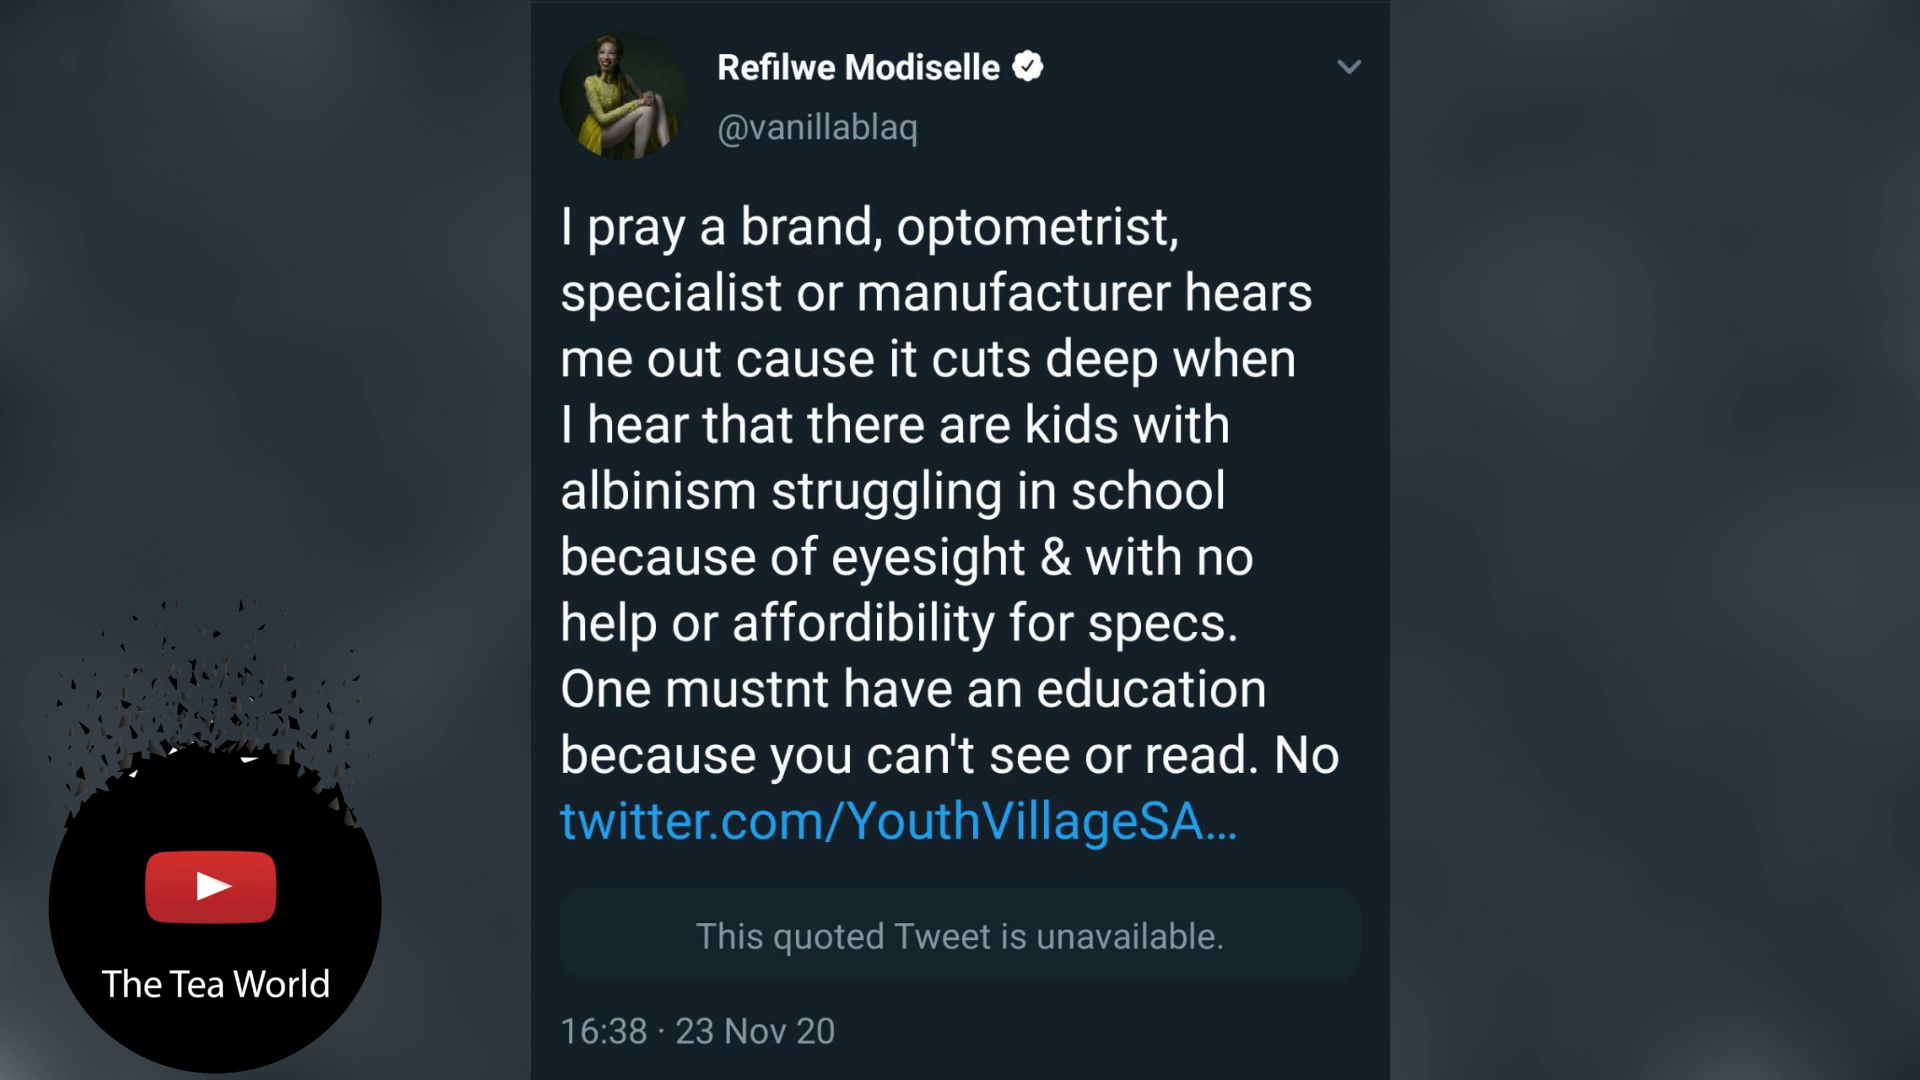 Refilwe Modiselle
@vanillablaq
I pray a brand, optometrist,
specialist or manufacturer hears
me out cause it cuts deep when
I hear that there are kids with
albinism struggling in school
because of eyesight & with no
help or affordibility for specs.
One mustnt have an education
because you can't see or read. No
twitter.com/YouthVillageSA...
This quoted Tweet is unavailable.
16:38 · 23 Nov 20
The Tea World